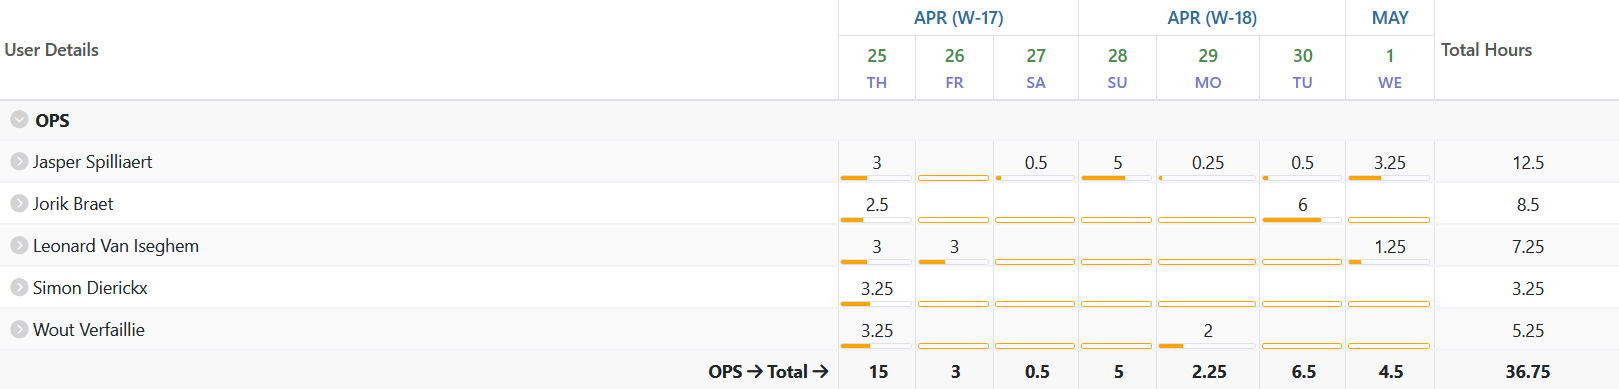 APR (W-17) APR (W-18) MAY
User Details 25 26 27 28 29 30 1 Total Hours
TH FR SA SU MO TU WE
OPS
Jasper Spilliaert 3 0.5 5 0.25 0.5 3.25 12.5
Jorik Braet 2.5 6 8.5
Leonard Van Iseghem 3 3 1.25 7.25
Simon Dierickx 3.25 3.25
Wout Verfaillie 3.25 2 5.25
OPS → Total → 15 3 0.5 5 2.25 6.5 4.5 36.75